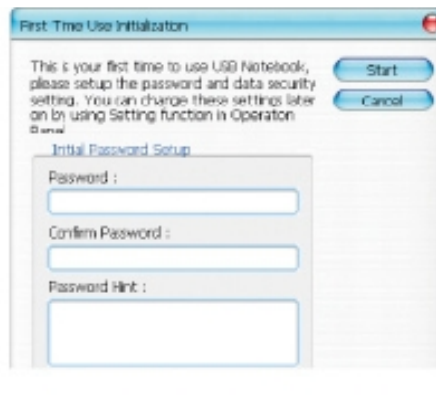 First Time Use Initialization
This is your first time to use USB Notebook,
please setup the password and data security
setting. You can change these settings later
on by using Setting function in Operation
Panel
Start
Cancel
Initial Password Setup
Password :
Confirm Password :
Password Hint :